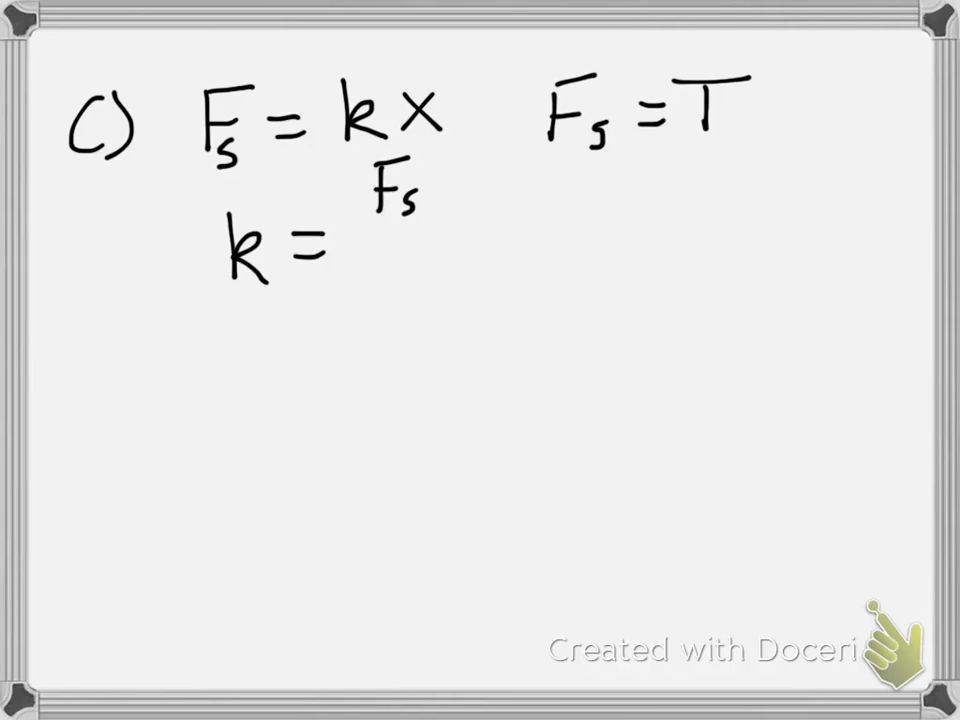 C) Fs = kx Fs = T
Fs
k =
Created with Doceri